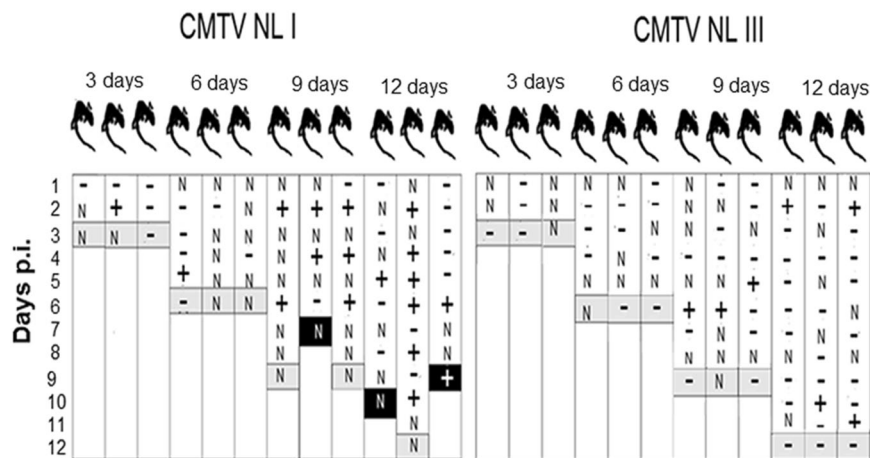 CMTV NL I CMTV NL III
3 days 6 days 9 days 12 days 3 days 6 days 9 days 12 days
Days p.i.
1 - - - N N N N N - - N - N - N N N - N - - N N N
2 N + - - - N + + + N + - N - N - - - N N - + - +
3 N N - - N N N N N - N - - - N - - N N N - - N -
4 - N - N + + N + - - N - - - - - - -
5 + N N N N N + + - N N N - - + - N -
6 - N N + - + - + + N - - + + - - - N
7 N N N N - N - N - - N -
8 N N - + N N N N N - N
9 N N N - + - N - - - -
10 N + - + -
11 N N - +
12 N - - -